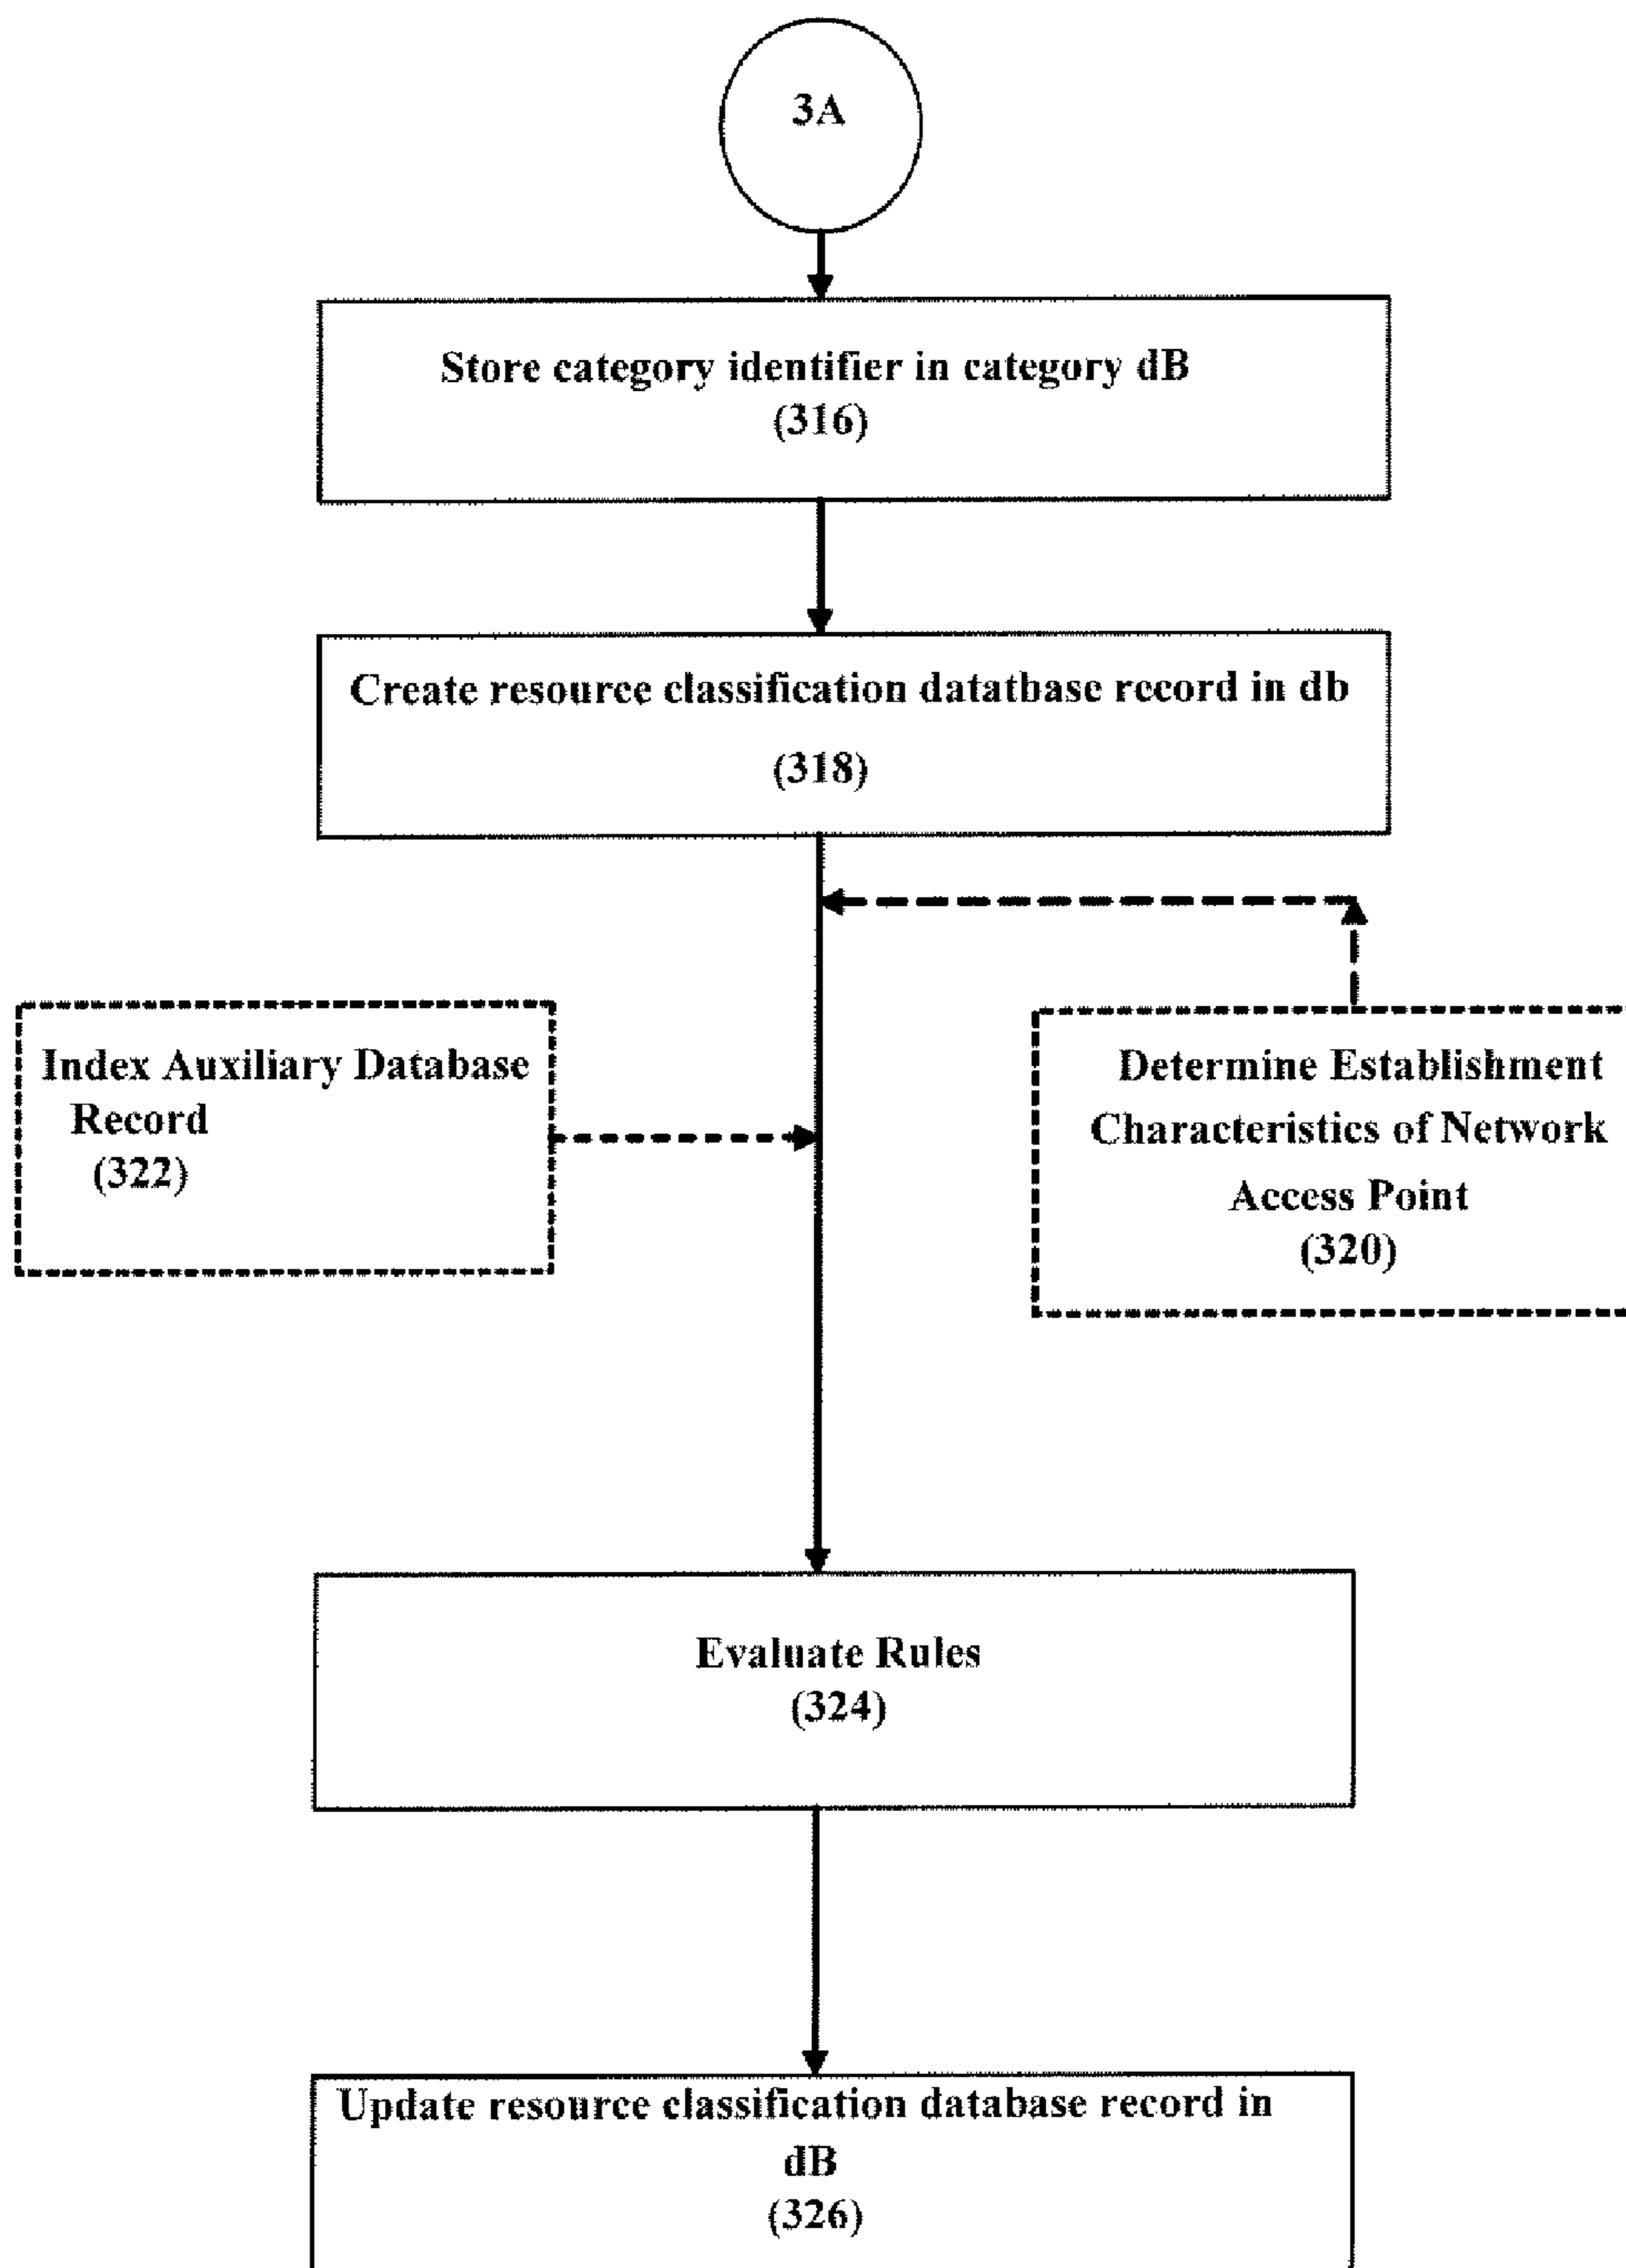 3A
Store category identifier in category dB
(316)
Create resource classification datatbase record in db
(318)
Index Auxiliary Database
Record
(322)
Determine Establishment
Characteristics of Network
Access Point
(320)
Evaluate Rules
(324)
Update resource classification database record in
dB
(326)